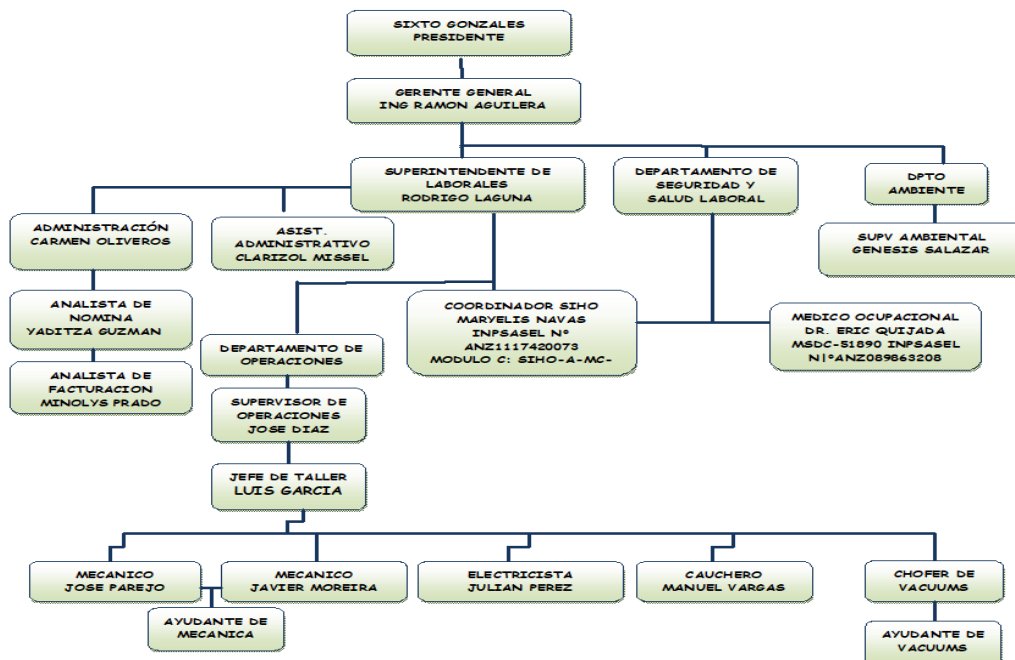 SIXTO GONZALES
PRESIDENTE
GERENTE GENERAL
ING RAMON AGUILERA
SUPERINTENDENTE DE
LABORALES
RODRIGO LAGUNA
DEPARTAMENTO DE
SEGURIDAD Y
SALUD LABORAL
DPTO
AMBIENTE
ADMINISTRACIÓN
CARMEN OLIVEROS
ASIST.
ADMINISTRATIVO
CLARIZOL MISSEL
SUPV AMBIENTAL
GENESIS SALAZAR
ANALISTA DE
NOMINA
YADITZA GUZMAN
COORDINADOR SIHO
MARYELIS NAVAS
INPSASEL Nº
ANZ1117420073
MODULO C: SIHO-A-MC-
MEDICO OCUPACIONAL
DR. ERIC QUIJADA
MSDC-51890 INPSASEL
N|°ANZ089863208
DEPARTAMENTO DE
OPERACIONES
ANALISTA DE
FACTURACION
MINOLYS PRADO
SUPERVISOR DE
OPERACIONES
JOSE DIAZ
JEFE DE TALLER
LUIS GARCIA
MECANICO
JOSE PAREJO
MECANICO
JAVIER MOREIRA
ELECTRICISTA
JULIAN PEREZ
CAUCHERO
MANUEL VARGAS
CHOFER DE
VACUUMS
AYUDANTE DE
MECANICA
AYUDANTE DE
VACUUMS